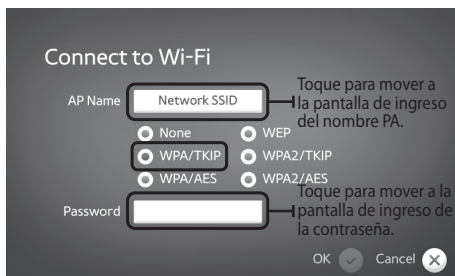 Connect to Wi-Fi
AP Name
Network SSID
Toque para mover a
la pantalla de ingreso
del nombre PA.
None
WEP
WPA/TKIP
WPA2/TKIP
WPA/AES
WPA2/AES
Password
Toque para mover a la
pantalla de ingreso de
la contraseña.
OK
Cancel